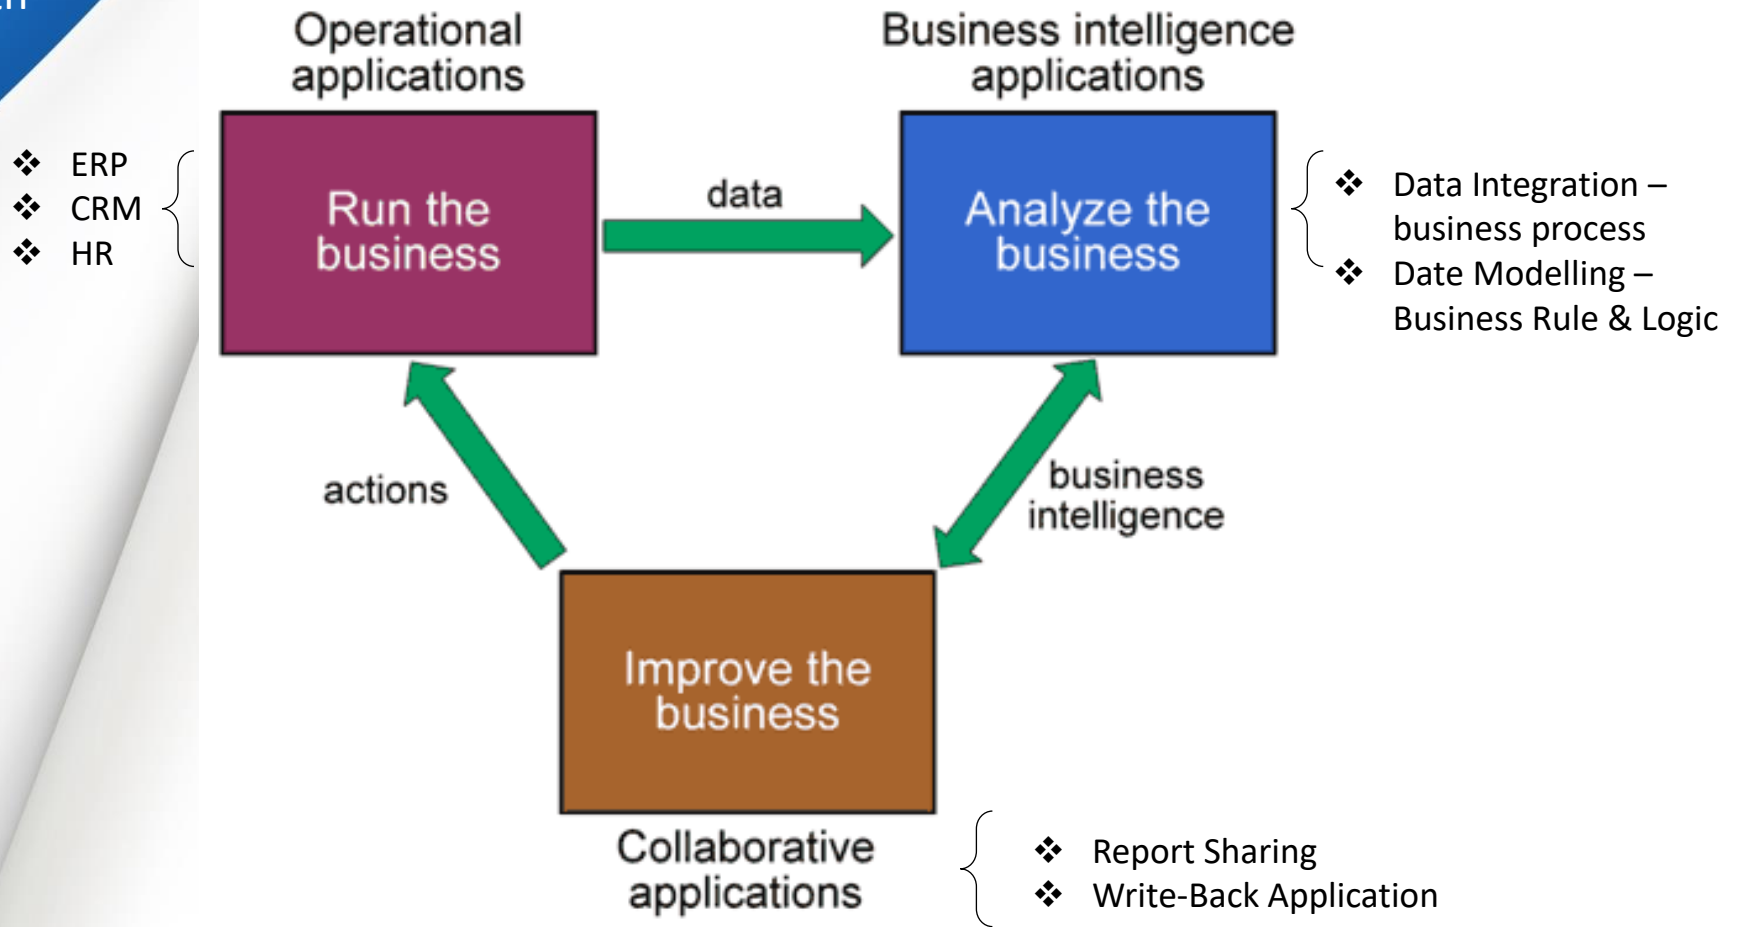 Operational
applications
Business intelligence
applications
ERP
CRM
HR
Run the
business
data
Analyze the
business
Data Integration –
business process
Date Modelling –
Business Rule & Logic
actions
business
intelligence
Improve the
business
Collaborative
applications
Report Sharing
Write-Back Application